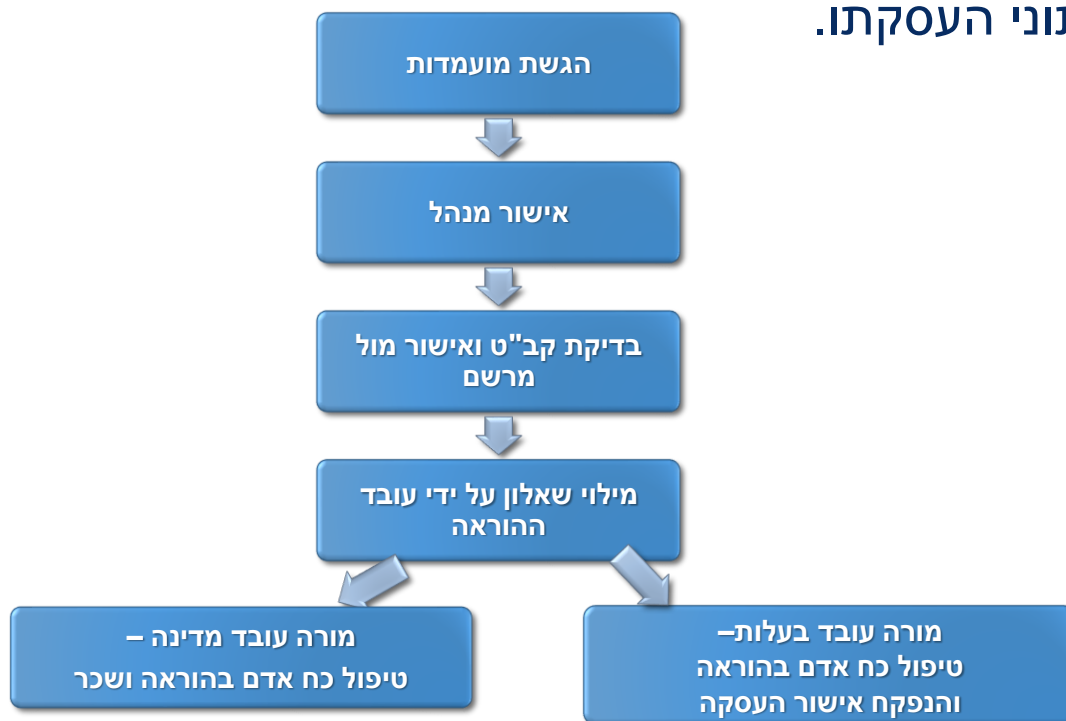 העסקתו.
הגשת מועמדות
אישור מנהל
בדיקת קב"ט ואישור מול
מרשם
מילוי שאלון על ידי עובד
ההוראה
מורה עובד בעלות–
טיפול כח אדם בהוראה
והנפקח אישור העסקה
מורה עובד מדינה –
טיפול כח אדם בהוראה ושכר